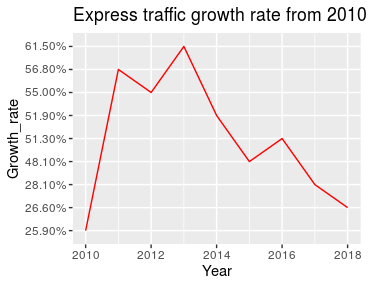 Express traffic growth rate from 2010
Growth_rate
61.50%
56.80%
55.00%
51.90%
51.30%
48.10%
28.10%
26.60%
25.90%
2010 2012 2014 2016 2018
Year